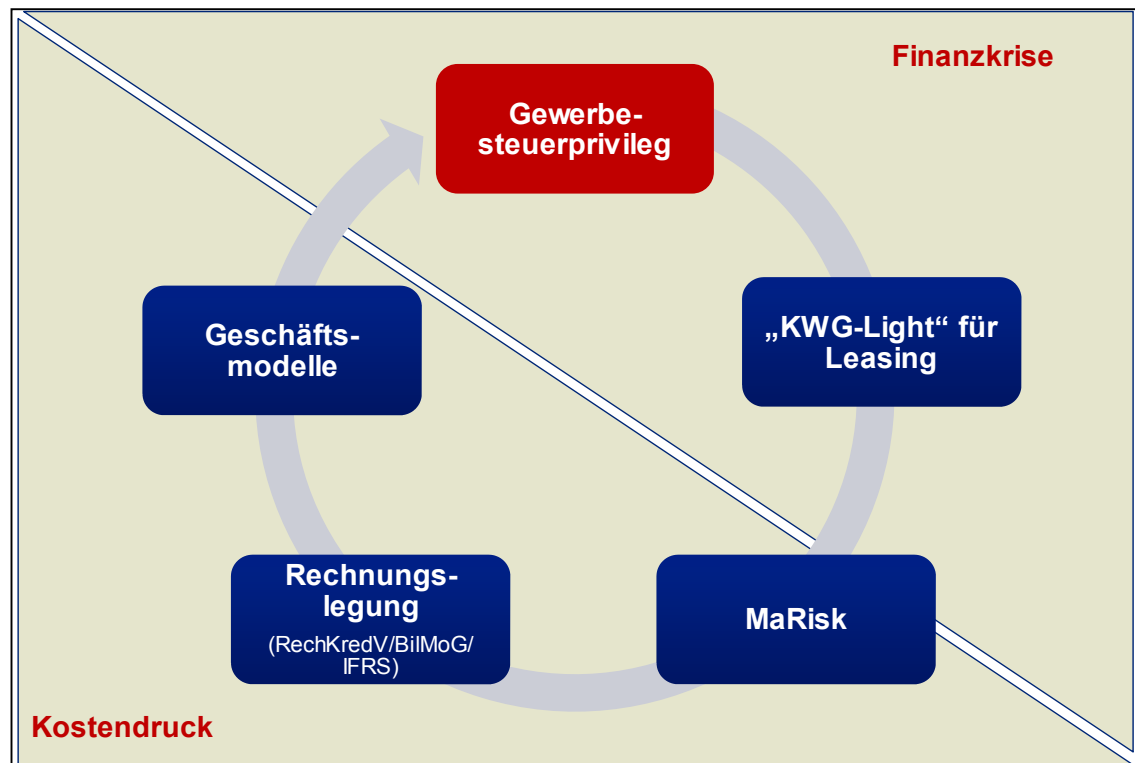 Finanzkrise
Gewerbe-
steuerprivileg
„KWG-Light“ für
Leasing
MaRisk
Rechnungs-
legung
(RechKredV/BilMoG/
IFRS)
Geschäfts-
modelle
Kostendruck